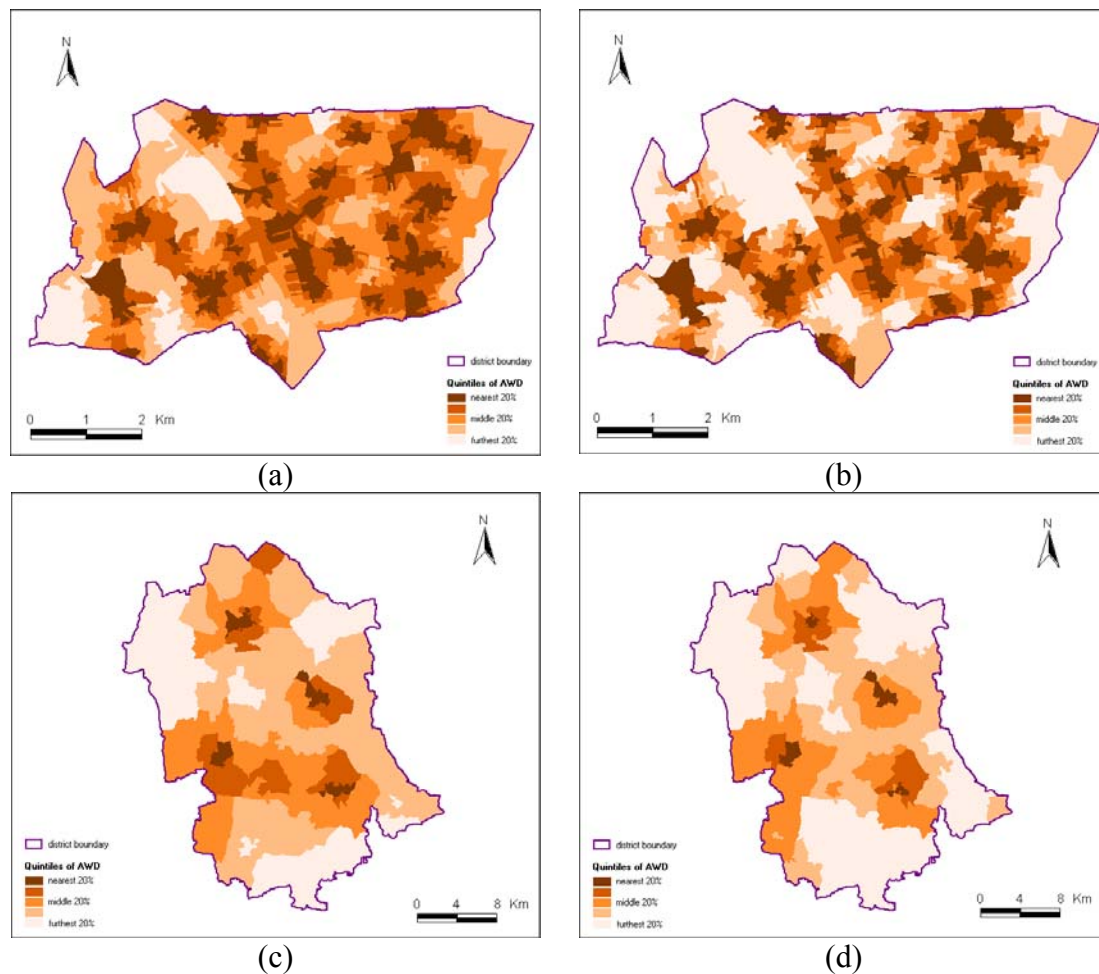 N
district boundary
Quintiles of AWD
nearest 20%
middle 20%
furthest 20%
0 1 2 Km
(a)
N
district boundary
Quintiles of AWD
nearest 20%
middle 20%
furthest 20%
0 1 2 Km
(b)
N
district boundary
Quintiles of AWD
nearest 20%
middle 20%
furthest 20%
0 4 8 Km
(c)
N
district boundary
Quintiles of AWD
nearest 20%
middle 20%
furthest 20%
0 4 8 Km
(d)